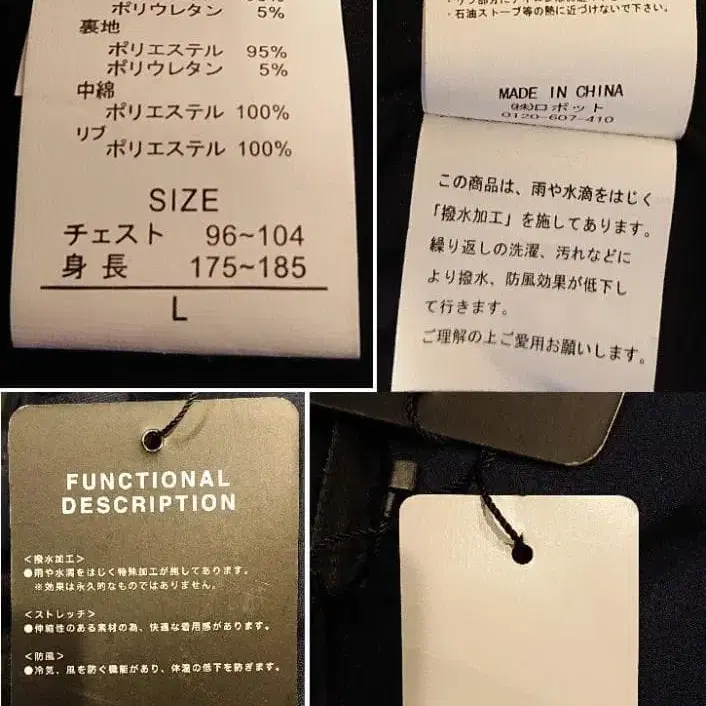 ポリウレタン 5%
裏地
ポリエステル 95%
ポリウレタン 5%
中綿
ポリエステル 100%
リブ
ポリエステル 100%
SIZE
チェスト 96~104
身長 175~185
L
・石油ストーブ等の熱に近づけないで下さい。
MADE IN CHINA
㈱ロボット
0120-607-410
この商品は、雨や水滴をはじく
「撥水加工」を施してあります。
繰り返しの洗濯、汚れなどに
より撥水、防風効果が低下し
て行きます。
ご理解の上ご愛用お願いします。
FUNCTIONAL
DESCRIPTION
<撥水加工>
●雨や水滴をはじく特殊加工が施してあります。
※効果は永久的なものではありません。
<ストレッチ>
●伸縮性のある素材の為、快適な着用感があります。
<防風>
●冷気、風を防ぐ機能があり、体温の低下を防ぎます。